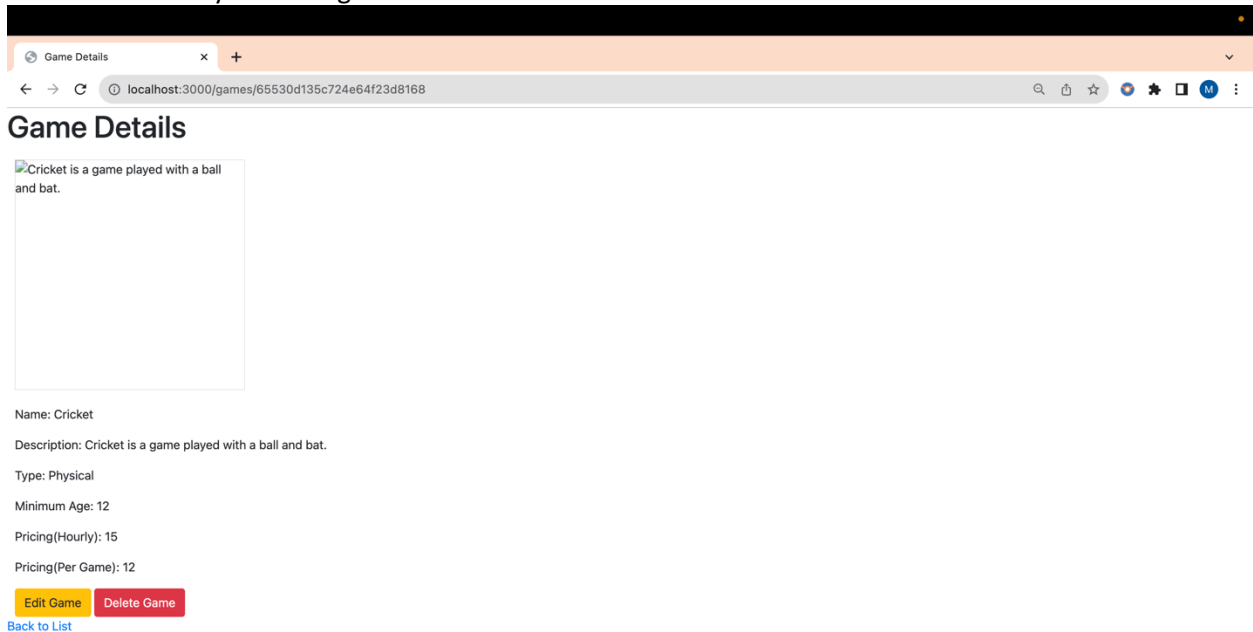 Game Details
localhost:3000/games/65530d135c724e64f23d8168
M
Game Details
Cricket is a game played with a ball
and bat.
Name: Cricket
Description: Cricket is a game played with a ball and bat.
Type: Physical
Minimum Age: 12
Pricing(Hourly): 15
Pricing(Per Game): 12
Edit Game Delete Game
Back to List